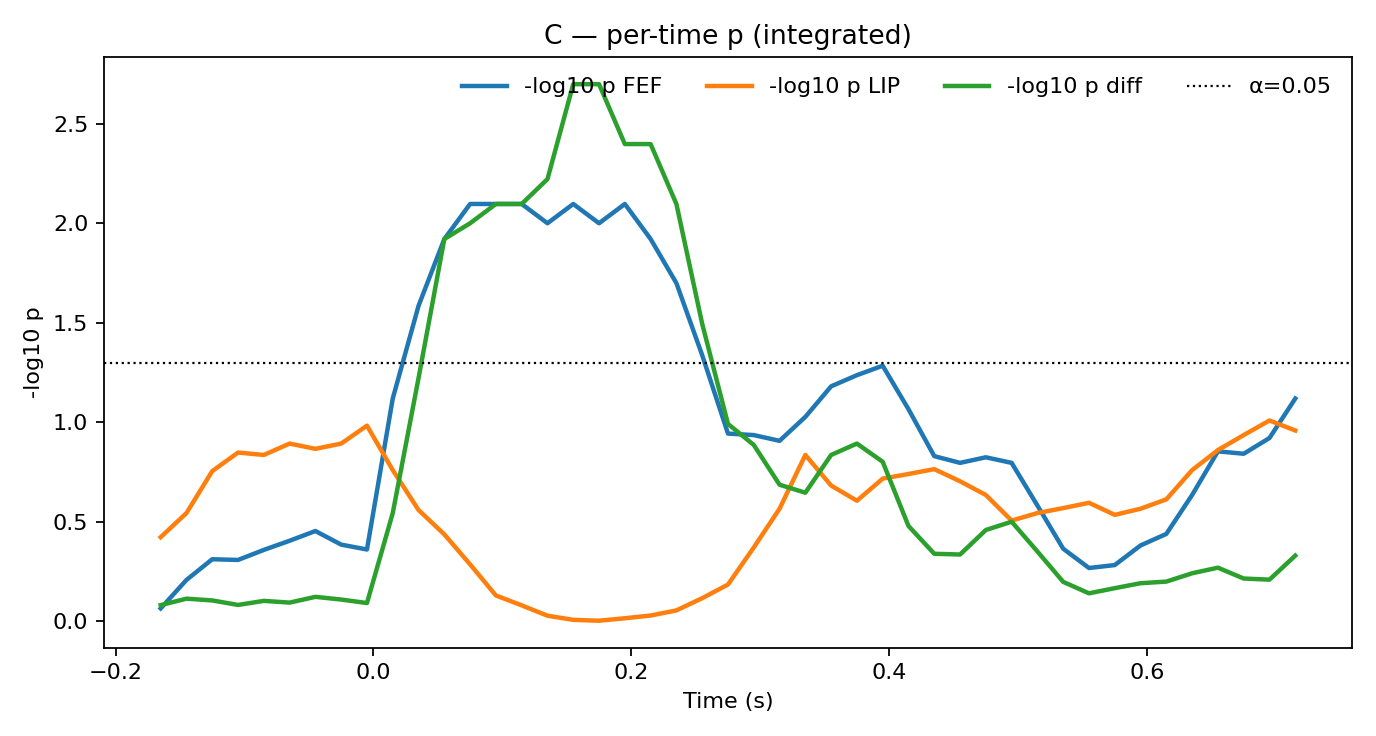 C — per-time p (integrated)
-log10 p FEF
-log10 p LIP
-log10 p diff
α=0.05
-log10 p
2.5
2.0
1.5
1.0
0.5
0.0
−0.2
0.0
0.2
0.4
0.6
Time (s)